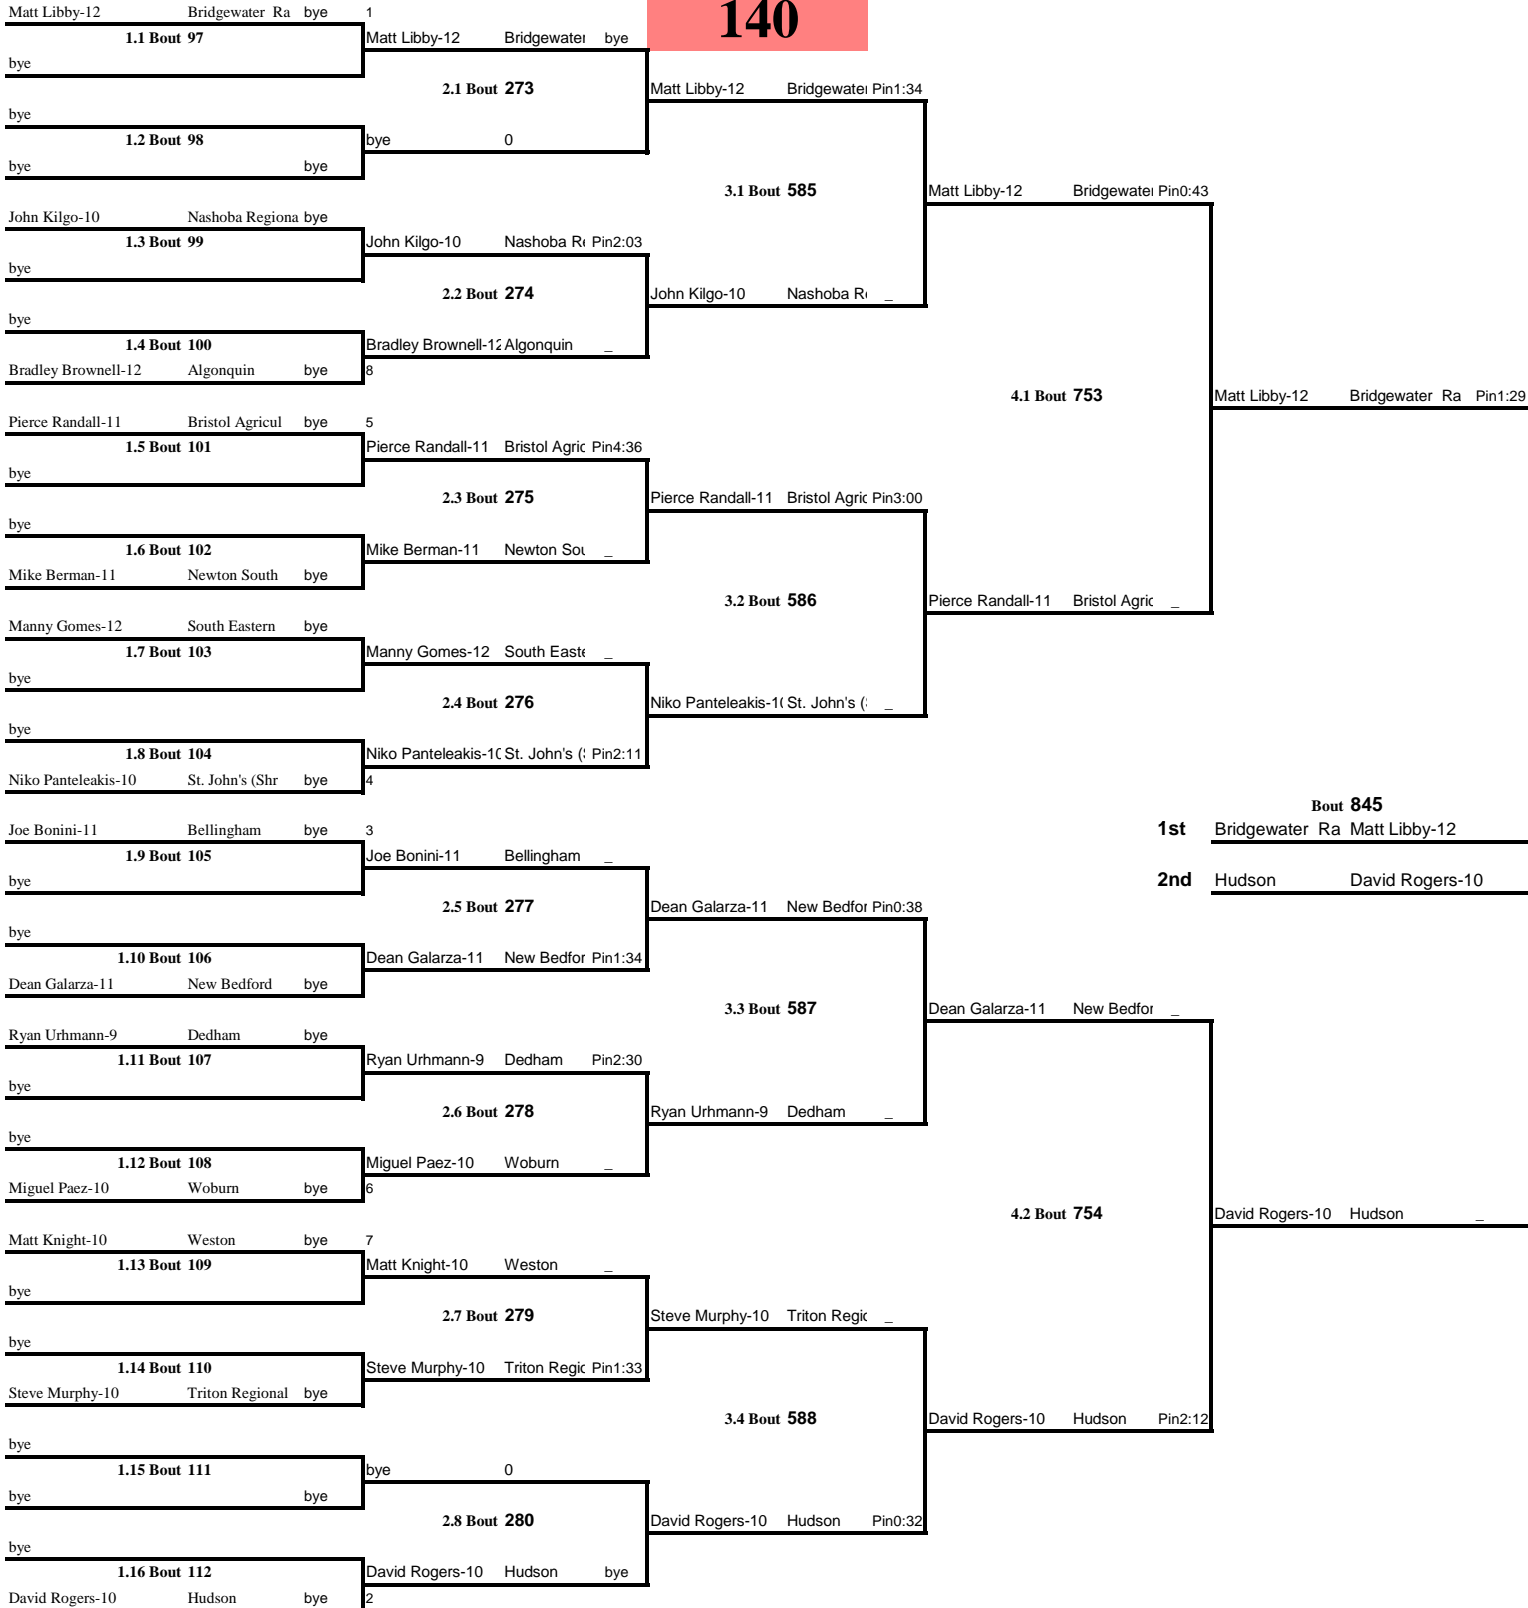 140
Matt Libby-12 Bridgewater Ra bye 1
1.1 Bout 97
Matt Libby-12 Bridgewater bye
bye
2.1 Bout 273
Matt Libby-12 Bridgewater Pin1:34
bye
1.2 Bout 98
bye 0
bye bye
3.1 Bout 585
Matt Libby-12 Bridgewater Pin0:43
John Kilgo-10 Nashoba Regiona bye
1.3 Bout 99
John Kilgo-10 Nashoba Re Pin2:03
bye
2.2 Bout 274
John Kilgo-10 Nashoba Re _
bye
1.4 Bout 100
Bradley Brownell-12 Algonquin _
Bradley Brownell-12 Algonquin bye 8
4.1 Bout 753
Matt Libby-12 Bridgewater Ra Pin1:29
Pierce Randall-11 Bristol Agricul bye 5
1.5 Bout 101
Pierce Randall-11 Bristol Agric Pin4:36
bye
2.3 Bout 275
Pierce Randall-11 Bristol Agric Pin3:00
bye
1.6 Bout 102
Mike Berman-11 Newton Sou _
Mike Berman-11 Newton South bye
3.2 Bout 586
Pierce Randall-11 Bristol Agric _
Manny Gomes-12 South Eastern bye
1.7 Bout 103
Manny Gomes-12 South Easte _
bye
2.4 Bout 276
Niko Panteleakis-10 St. John's (S _
bye
1.8 Bout 104
Niko Panteleakis-10 St. John's (S Pin2:11
Niko Panteleakis-10 St. John's (Shr bye 4
Bout 845
1st Bridgewater Ra Matt Libby-12
Joe Bonini-11 Bellingham bye 3
1.9 Bout 105
Joe Bonini-11 Bellingham _
bye
2nd Hudson David Rogers-10
2.5 Bout 277
Dean Galarza-11 New Bedfor Pin0:38
bye
1.10 Bout 106
Dean Galarza-11 New Bedfor Pin1:34
Dean Galarza-11 New Bedford bye
3.3 Bout 587
Dean Galarza-11 New Bedfor _
Ryan Urhmann-9 Dedham bye
1.11 Bout 107
Ryan Urhmann-9 Dedham Pin2:30
bye
2.6 Bout 278
Ryan Urhmann-9 Dedham _
bye
1.12 Bout 108
Miguel Paez-10 Woburn _
Miguel Paez-10 Woburn bye 6
4.2 Bout 754
David Rogers-10 Hudson _
Matt Knight-10 Weston bye 7
1.13 Bout 109
Matt Knight-10 Weston _
bye
2.7 Bout 279
Steve Murphy-10 Triton Regic _
bye
1.14 Bout 110
Steve Murphy-10 Triton Regic Pin1:33
Steve Murphy-10 Triton Regional bye
3.4 Bout 588
David Rogers-10 Hudson Pin2:12
bye
1.15 Bout 111
bye 0
bye bye
2.8 Bout 280
David Rogers-10 Hudson Pin0:32
bye
1.16 Bout 112
David Rogers-10 Hudson bye
David Rogers-10 Hudson bye 2